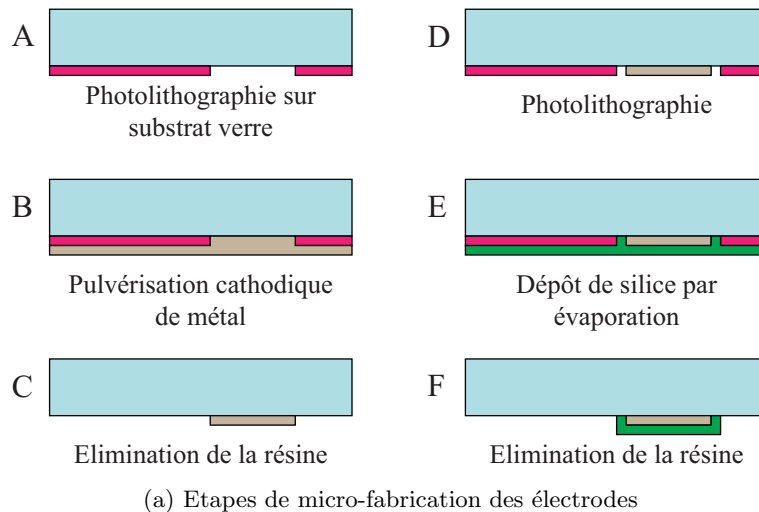 A
Photolithographie sur
substrat verre
B
Pulvérisation cathodique
de métal
C
Elimination de la résine
D
Photolithographie
E
Dépôt de silice par
évaporation
F
Elimination de la résine
(a) Etapes de micro-fabrication des électrodes